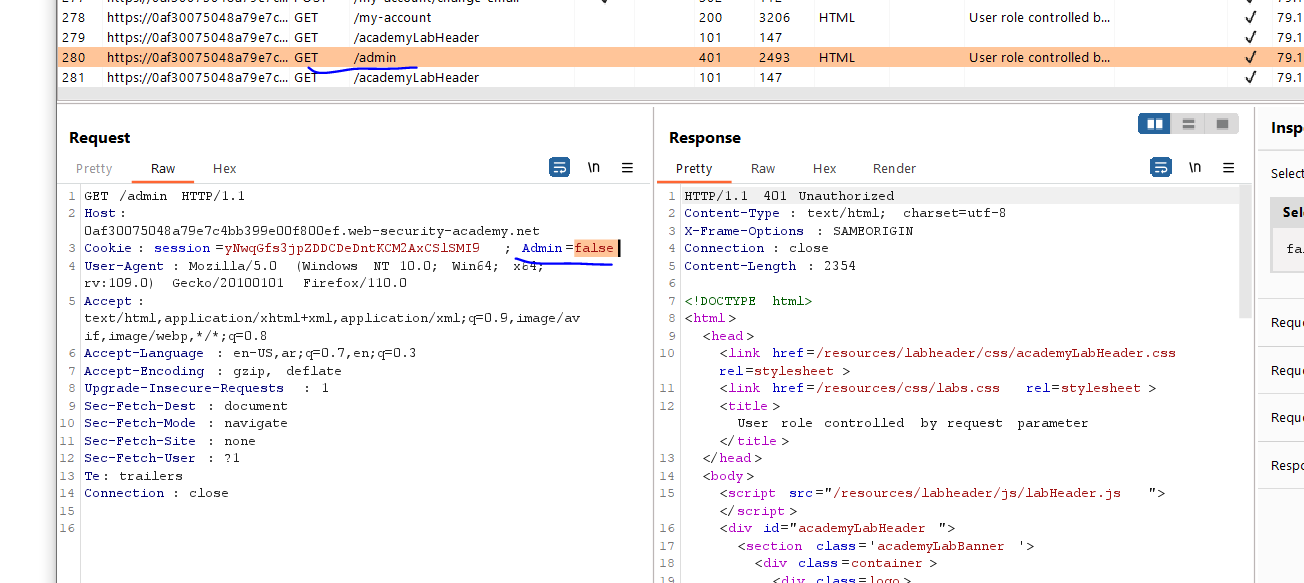 278 https://0af30075048a79e7c... GET /my-account 200 3206 HTML User role controlled b... ✓ 79.1
279 https://0af30075048a79e7c... GET /academyLabHeader 101 147 ✓ 79.1
280 https://0af30075048a79e7c... GET /admin 401 2493 HTML User role controlled b... ✓ 79.1
281 https://0af30075048a79e7c... GET /academyLabHeader 101 147 ✓ 79.1
Request
Pretty Raw Hex \n
1 GET /admin HTTP/1.1
2 Host :
0af30075048a79e7c4bb399e00f800ef.web-security-academy.net
3 Cookie : session =yNwqGfs3jpZDDCDeDntKCM2AxCSlSMI9 ; Admin =false
4 User-Agent : Mozilla/5.0 (Windows NT 10.0; Win64; x64;
rv:109.0) Gecko/20100101 Firefox/110.0
5 Accept :
text/html,application/xhtml+xml,application/xml;q=0.9,image/av
if,image/webp,*/*;q=0.8
6 Accept-Language : en-US,ar;q=0.7,en;q=0.3
7 Accept-Encoding : gzip, deflate
8 Upgrade-Insecure-Requests : 1
9 Sec-Fetch-Dest : document
10 Sec-Fetch-Mode : navigate
11 Sec-Fetch-Site : none
12 Sec-Fetch-User : ?1
13 Te : trailers
14 Connection : close
15
16
Response
Pretty Raw Hex Render \n
1 HTTP/1.1 401 Unauthorized
2 Content-Type : text/html; charset=utf-8
3 X-Frame-Options : SAMEORIGIN
4 Connection : close
5 Content-Length : 2354
6
7 <!DOCTYPE html>
8 <html >
9 <head >
10 <link href =/resources/labheader/css/academyLabHeader.css
rel =stylesheet >
11 <link href =/resources/css/labs.css rel =stylesheet >
12 <title >
User role controlled by request parameter
</title >
13 </head >
14 <body >
15 <script src ="/resources/labheader/js/labHeader.js ">
</script >
16 <div id ="academyLabHeader ">
17 <section class ='academyLabBanner '>
18 <div class =container >
19 <div class =logo >
Insp
Select
Sel
fa
Requ
Requ
Requ
Respo